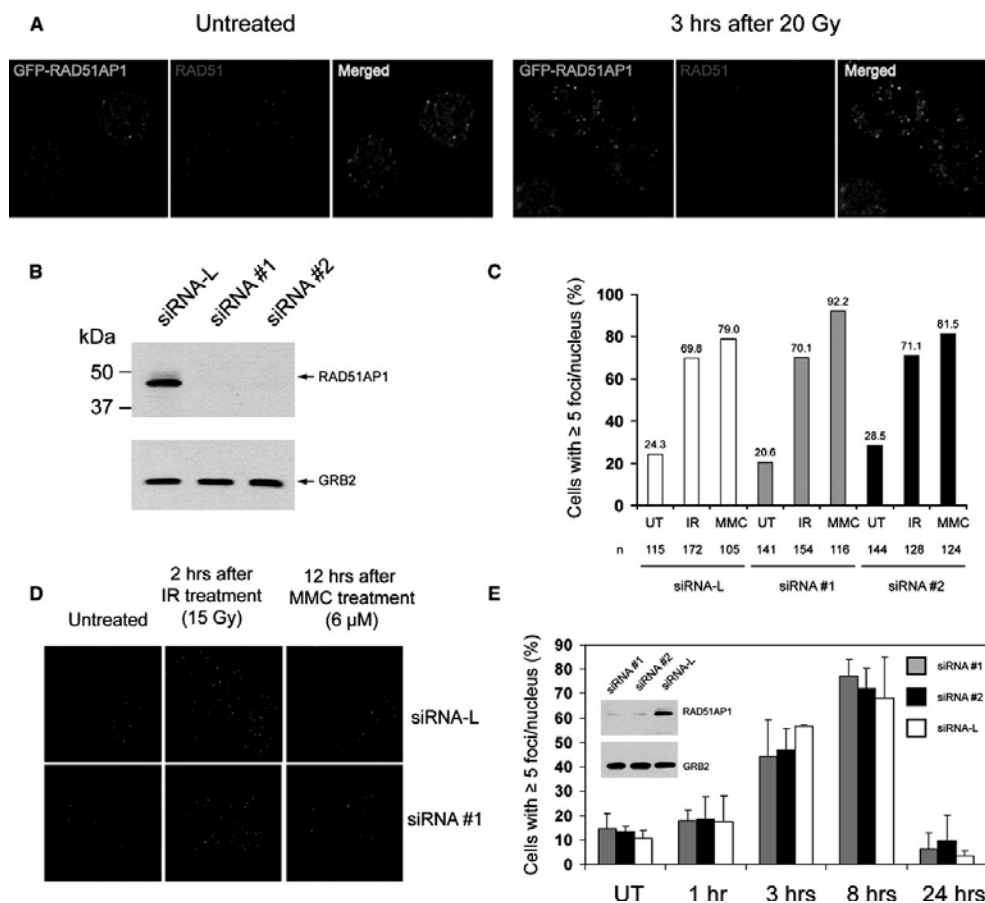 A
Untreated
3 hrs after 20 Gy
GFP-RAD51AP1
RAD51
Merged
GFP-RAD51AP1
RAD51
Merged
B
siRNA-L
siRNA #1
siRNA #2
kDa
50
37
RAD51AP1
GRB2
C
Cells with ≥ 5 foci/nucleus (%)
100
80
60
40
20
0
24.3
69.8
79.0
20.6
70.1
92.2
28.5
71.1
81.5
UT IR MMC UT IR MMC UT IR MMC
n 115 172 105 141 154 116 144 128 124
siRNA-L siRNA #1 siRNA #2
D
Untreated
2 hrs after
IR treatment
(15 Gy)
12 hrs after
MMC treatment
(6 µM)
siRNA-L
siRNA #1
E
Cells with ≥ 5 foci/nucleus (%)
90
80
70
60
50
40
30
20
10
0
siRNA #1
siRNA #2
siRNA-L
RAD51AP1
GRB2
siRNA #1
siRNA #2
siRNA-L
UT 1 hr 3 hrs 8 hrs 24 hrs